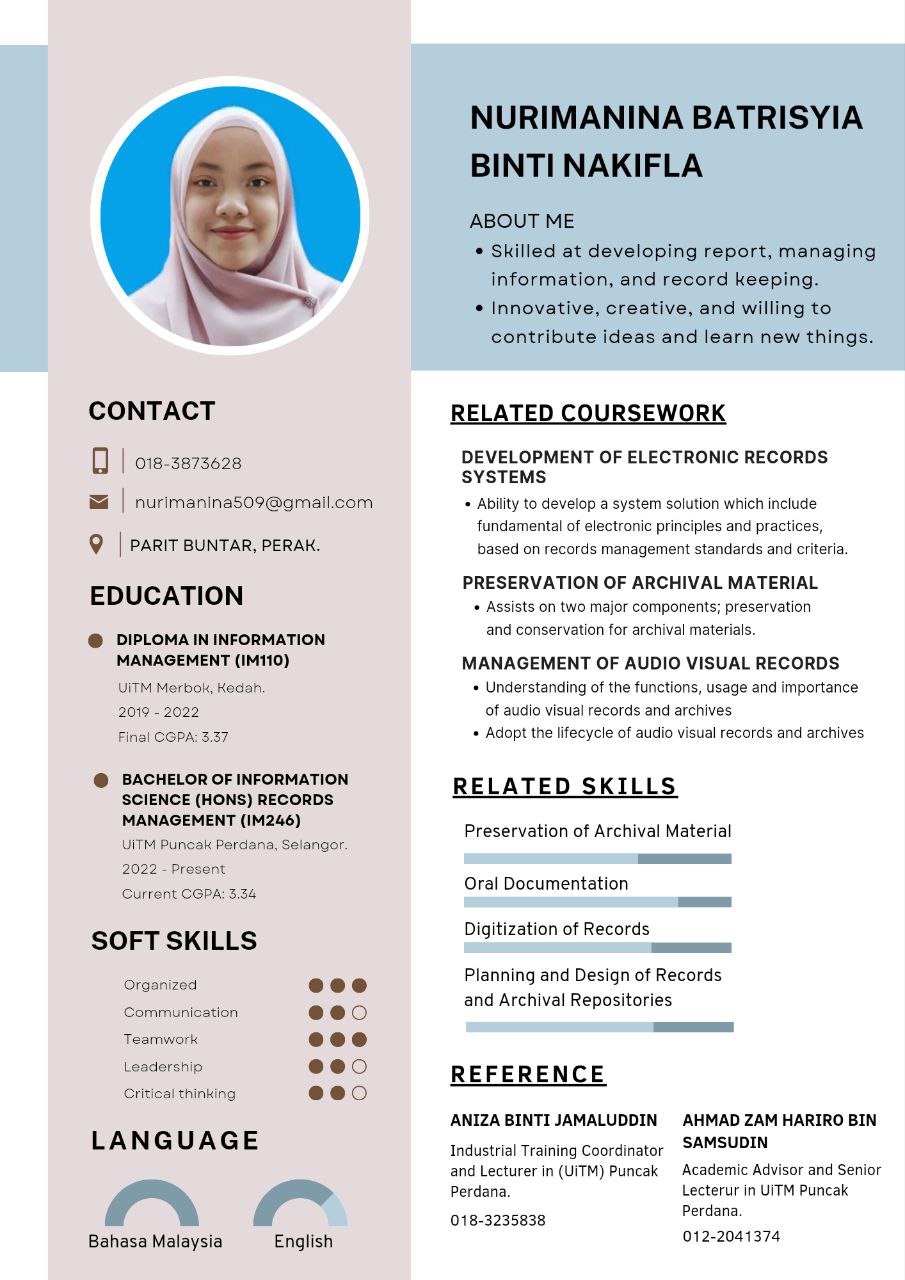 NURIMANINA BATRISYIA
BINTI NAKIFLA
ABOUT ME
• Skilled at developing report, managing
information, and record keeping.
• Innovative, creative, and willing to
contribute ideas and learn new things.
CONTACT
018-3873628
nurimanina509@gmail.com
PARIT BUNTAR, PERAK.
EDUCATION
DIPLOMA IN INFORMATION
MANAGEMENT (IM110)
UiTM Merbok, Kedah.
2019 - 2022
Final CGPA: 3.37
BACHELOR OF INFORMATION
SCIENCE (HONS) RECORDS
MANAGEMENT (IM246)
UiTM Puncak Perdana, Selangor.
2022 - Present
Current CGPA: 3.34
SOFT SKILLS
Organized
Communication
Teamwork
Leadership
Critical thinking
LANGUAGE
Bahasa Malaysia
English
RELATED COURSEWORK
DEVELOPMENT OF ELECTRONIC RECORDS
SYSTEMS
• Ability to develop a system solution which include
fundamental of electronic principles and practices,
based on records management standards and criteria.
PRESERVATION OF ARCHIVAL MATERIAL
• Assists on two major components; preservation
and conservation for archival materials.
MANAGEMENT OF AUDIO VISUAL RECORDS
• Understanding of the functions, usage and importance
of audio visual records and archives
• Adopt the lifecycle of audio visual records and archives
RELATED SKILLS
Preservation of Archival Material
Oral Documentation
Digitization of Records
Planning and Design of Records
and Archival Repositories
REFERENCE
ANIZA BINTI JAMALUDDIN
Industrial Training Coordinator
and Lecturer in (UiTM) Puncak
Perdana.
018-3235838
AHMAD ZAM HARIRO BIN
SAMSUDIN
Academic Advisor and Senior
Lecterur in UiTM Puncak
Perdana.
012-2041374